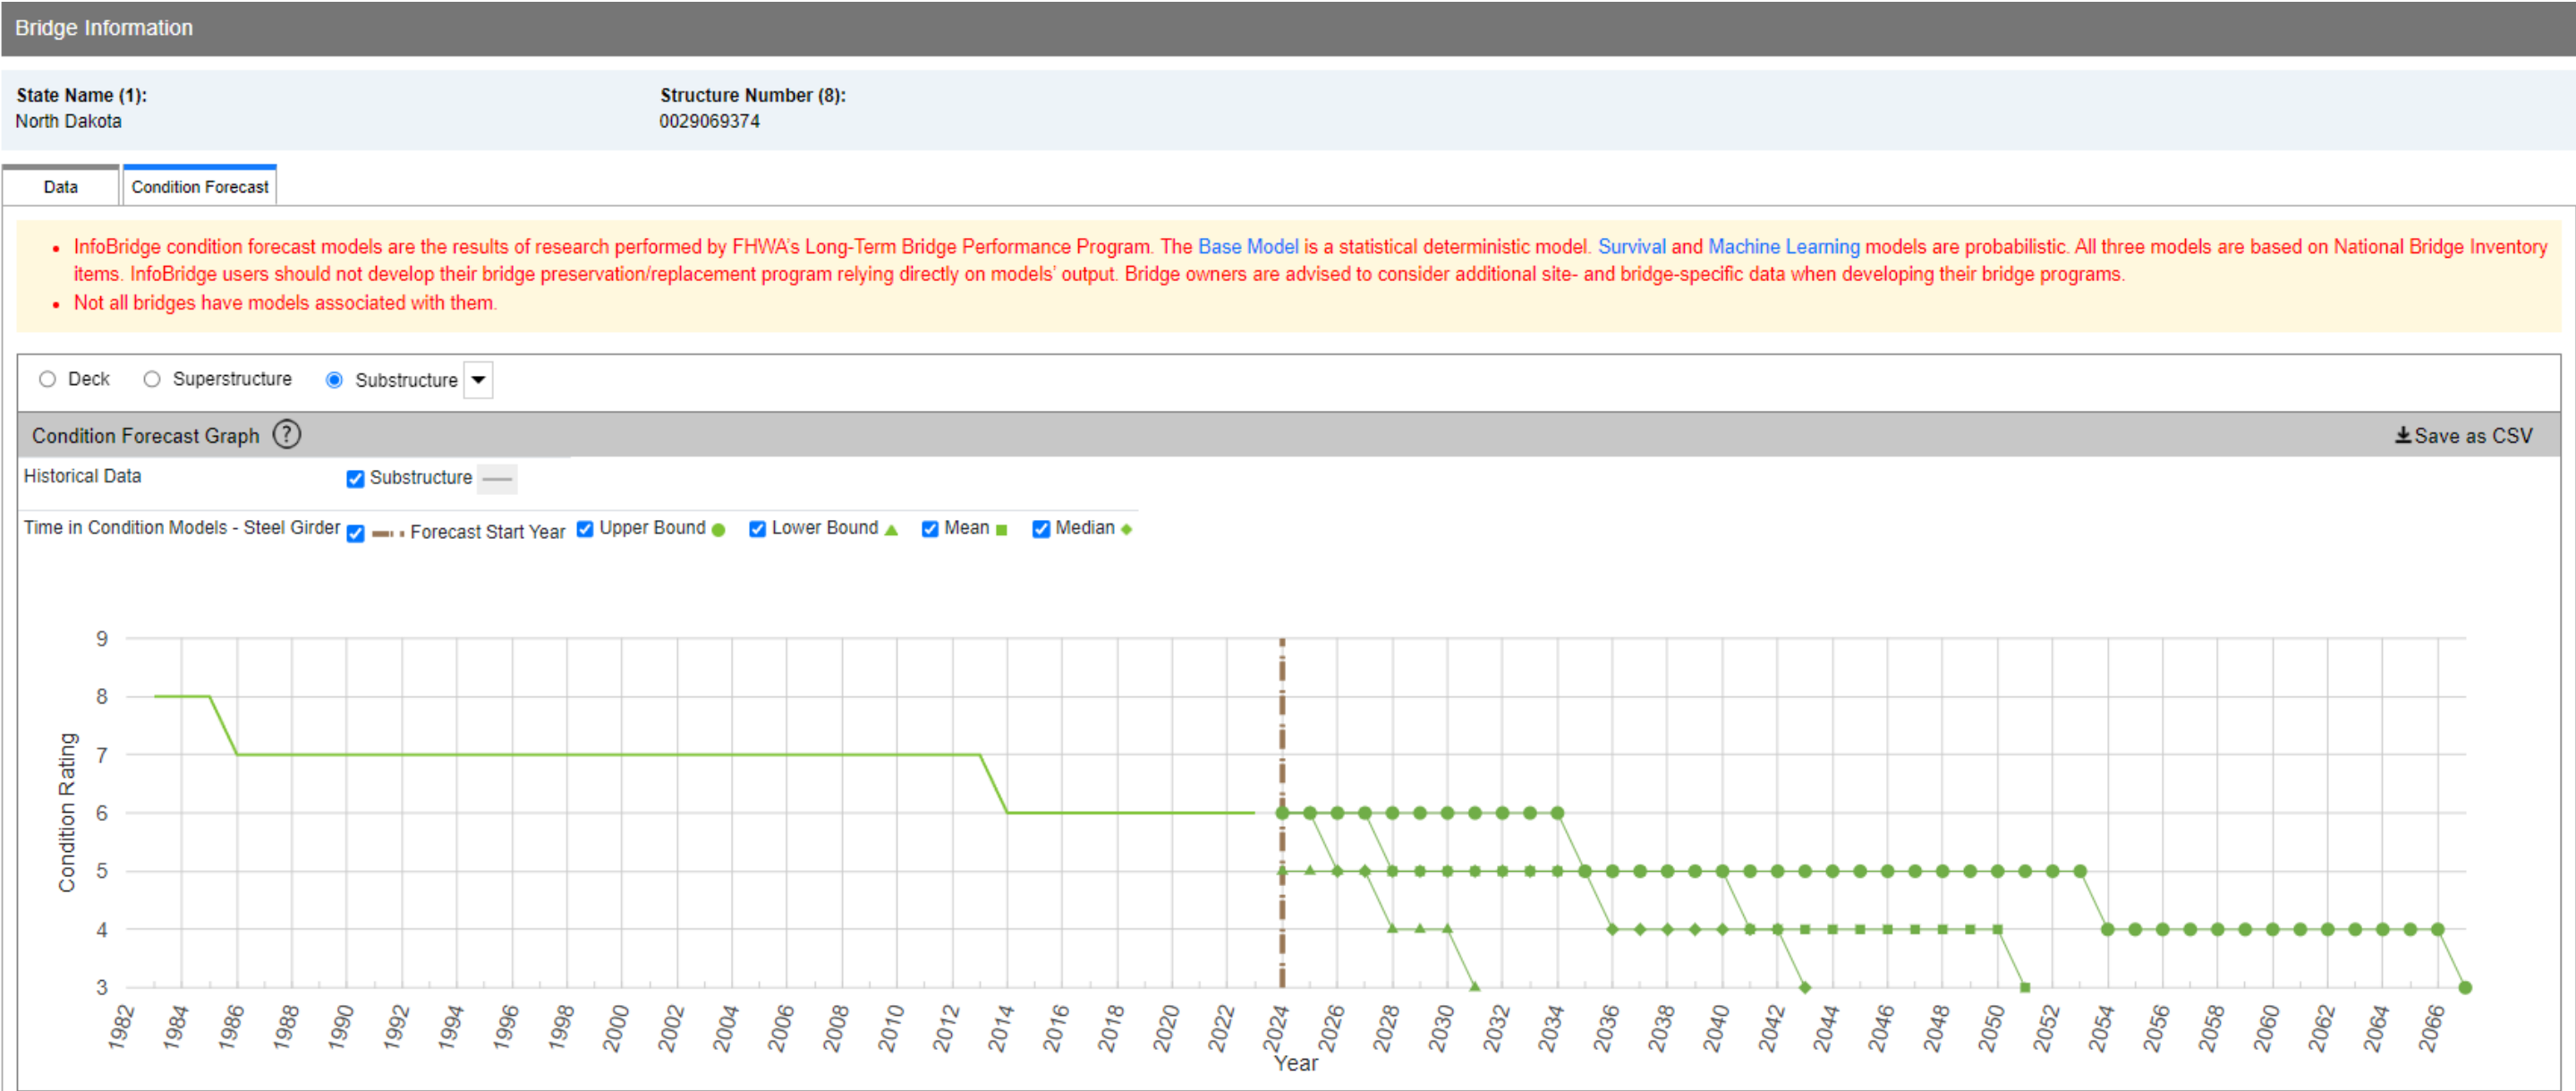 Bridge Information
State Name (1): Structure Number (8):
North Dakota 0029069374
Data Condition Forecast
• InfoBridge condition forecast models are the results of research performed by FHWA's Long-Term Bridge Performance Program. The Base Model is a statistical deterministic model. Survival and Machine Learning models are probabilistic. All three models are based on National Bridge Inventory
items. InfoBridge users should not develop their bridge preservation/replacement program relying directly on models' output. Bridge owners are advised to consider additional site- and bridge-specific data when developing their bridge programs.
• Not all bridges have models associated with them.
Deck Superstructure Substructure
Condition Forecast Graph ? Save as CSV
Historical Data Substructure
Time in Condition Models - Steel Girder Forecast Start Year Upper Bound Lower Bound Mean Median
Condition Rating
9
8
7
6
5
4
3
1982 1984 1986 1988 1990 1992 1994 1996 1998 2000 2002 2004 2006 2008 2010 2012 2014 2016 2018 2020 2022 2024 2026 2028 2030 2032 2034 2036 2038 2040 2042 2044 2046 2048 2050 2052 2054 2056 2058 2060 2062 2064 2066
Year